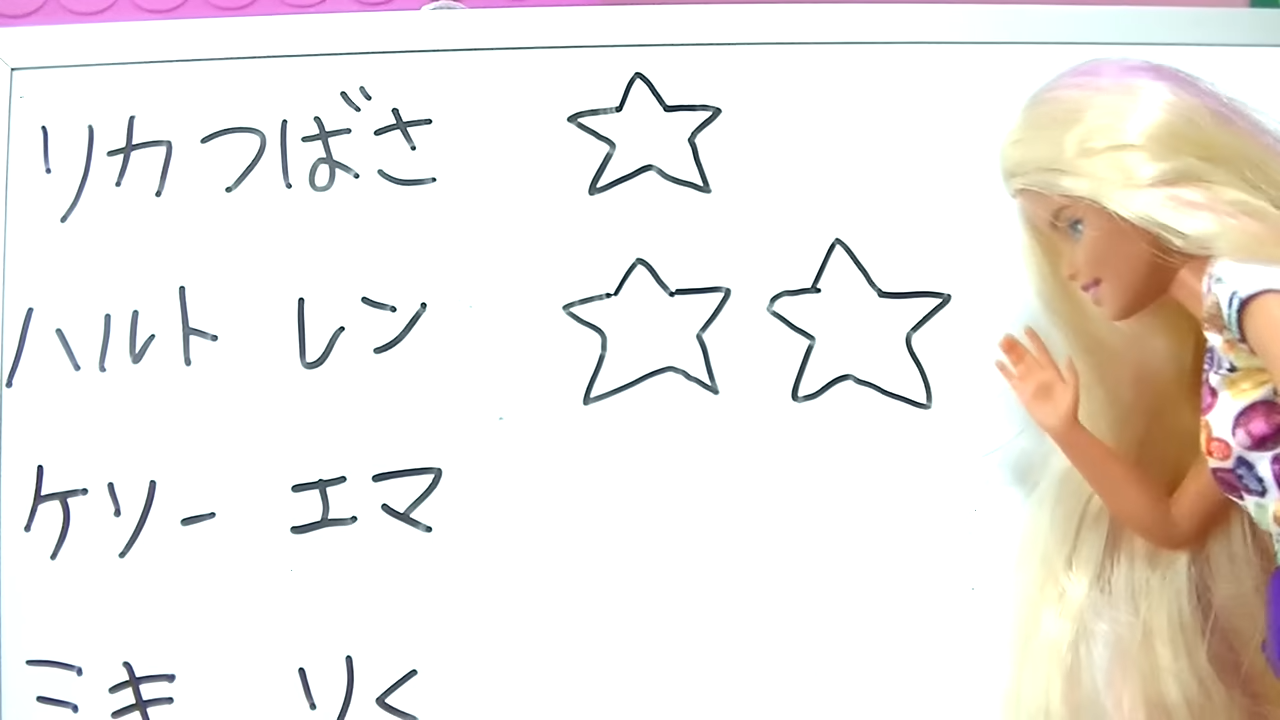 リカ つばさ ☆
ハルト レン ☆ ☆
ケリー エマ
ミキ りく